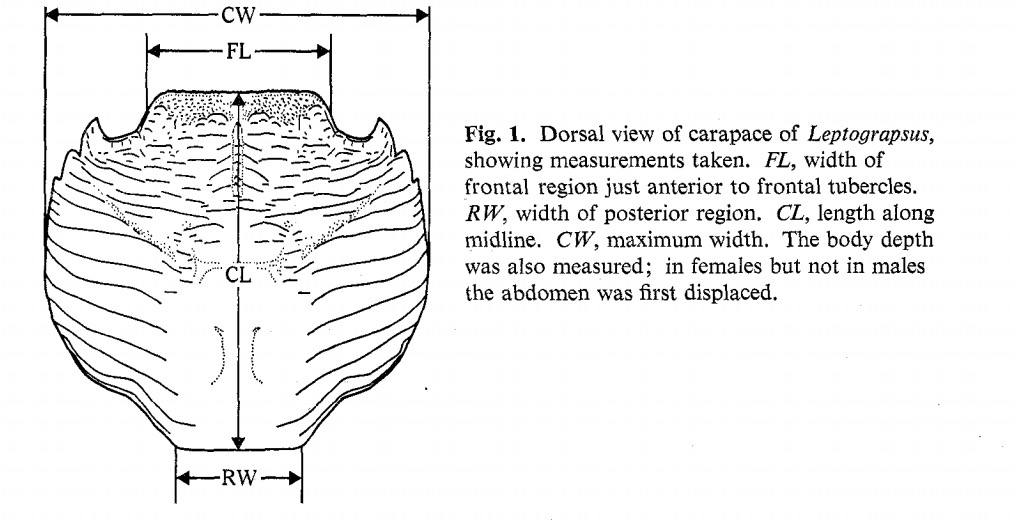 CW
FL
CL
RW
Fig. 1. Dorsal view of carapace of Leptograpsus,
showing measurements taken. FL, width of
frontal region just anterior to frontal tubercles.
RW, width of posterior region. CL, length along
midline. CW, maximum width. The body depth
was also measured; in females but not in males
the abdomen was first displaced.